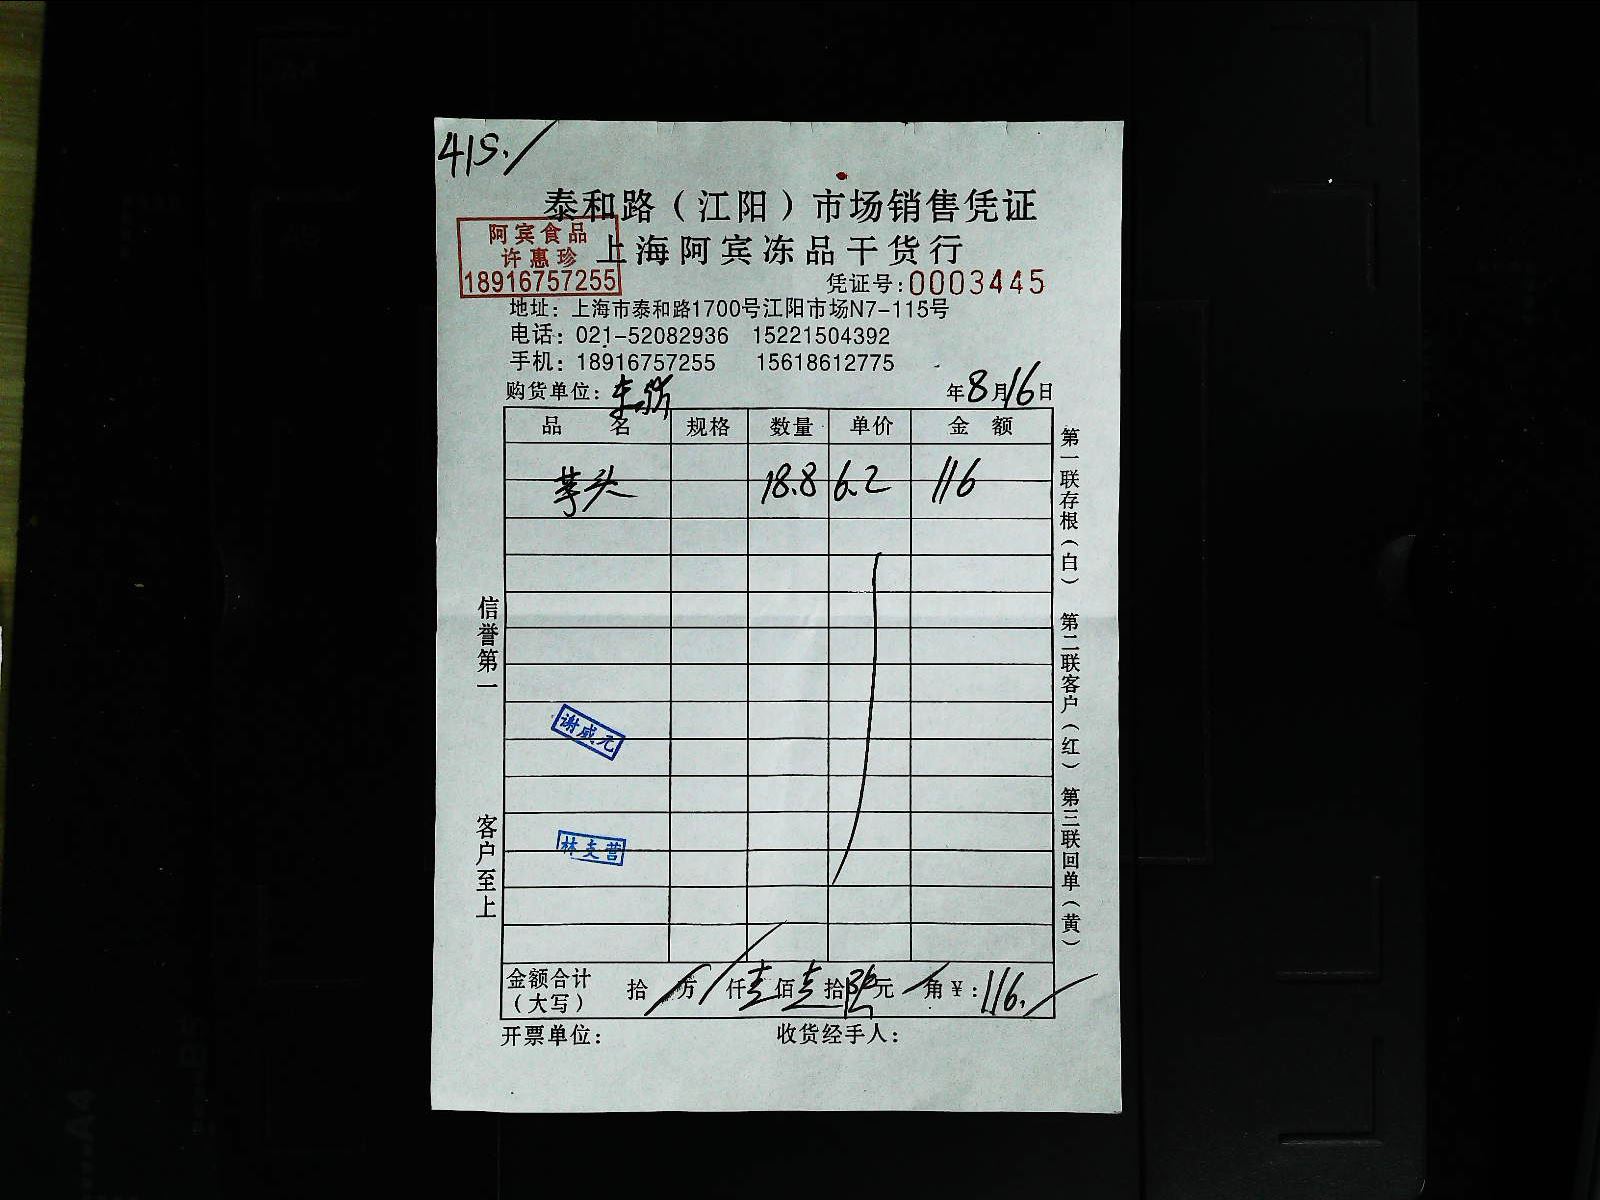 415.
泰和路（江阳）市场销售凭证
上海阿宾冻品干货行
阿宾食品
许惠珍
18916757255
凭证号：0003445
地址：上海市泰和路1700号江阳市场N7-115号
电话：021-52082936 15221504392
手机：18916757255 15618612775
购货单位： 年8月16日
品 名 规格 数量 单价 金 额
芋头 18.8 6.2 116
谢咸元
金额合计（大写） 拾 万 仟壹佰壹拾陆元 角￥：116.
开票单位： 收货经手人：
信誉第一 客户至上
第一联存根（白） 第二联客户（红） 第三联回单（黄）